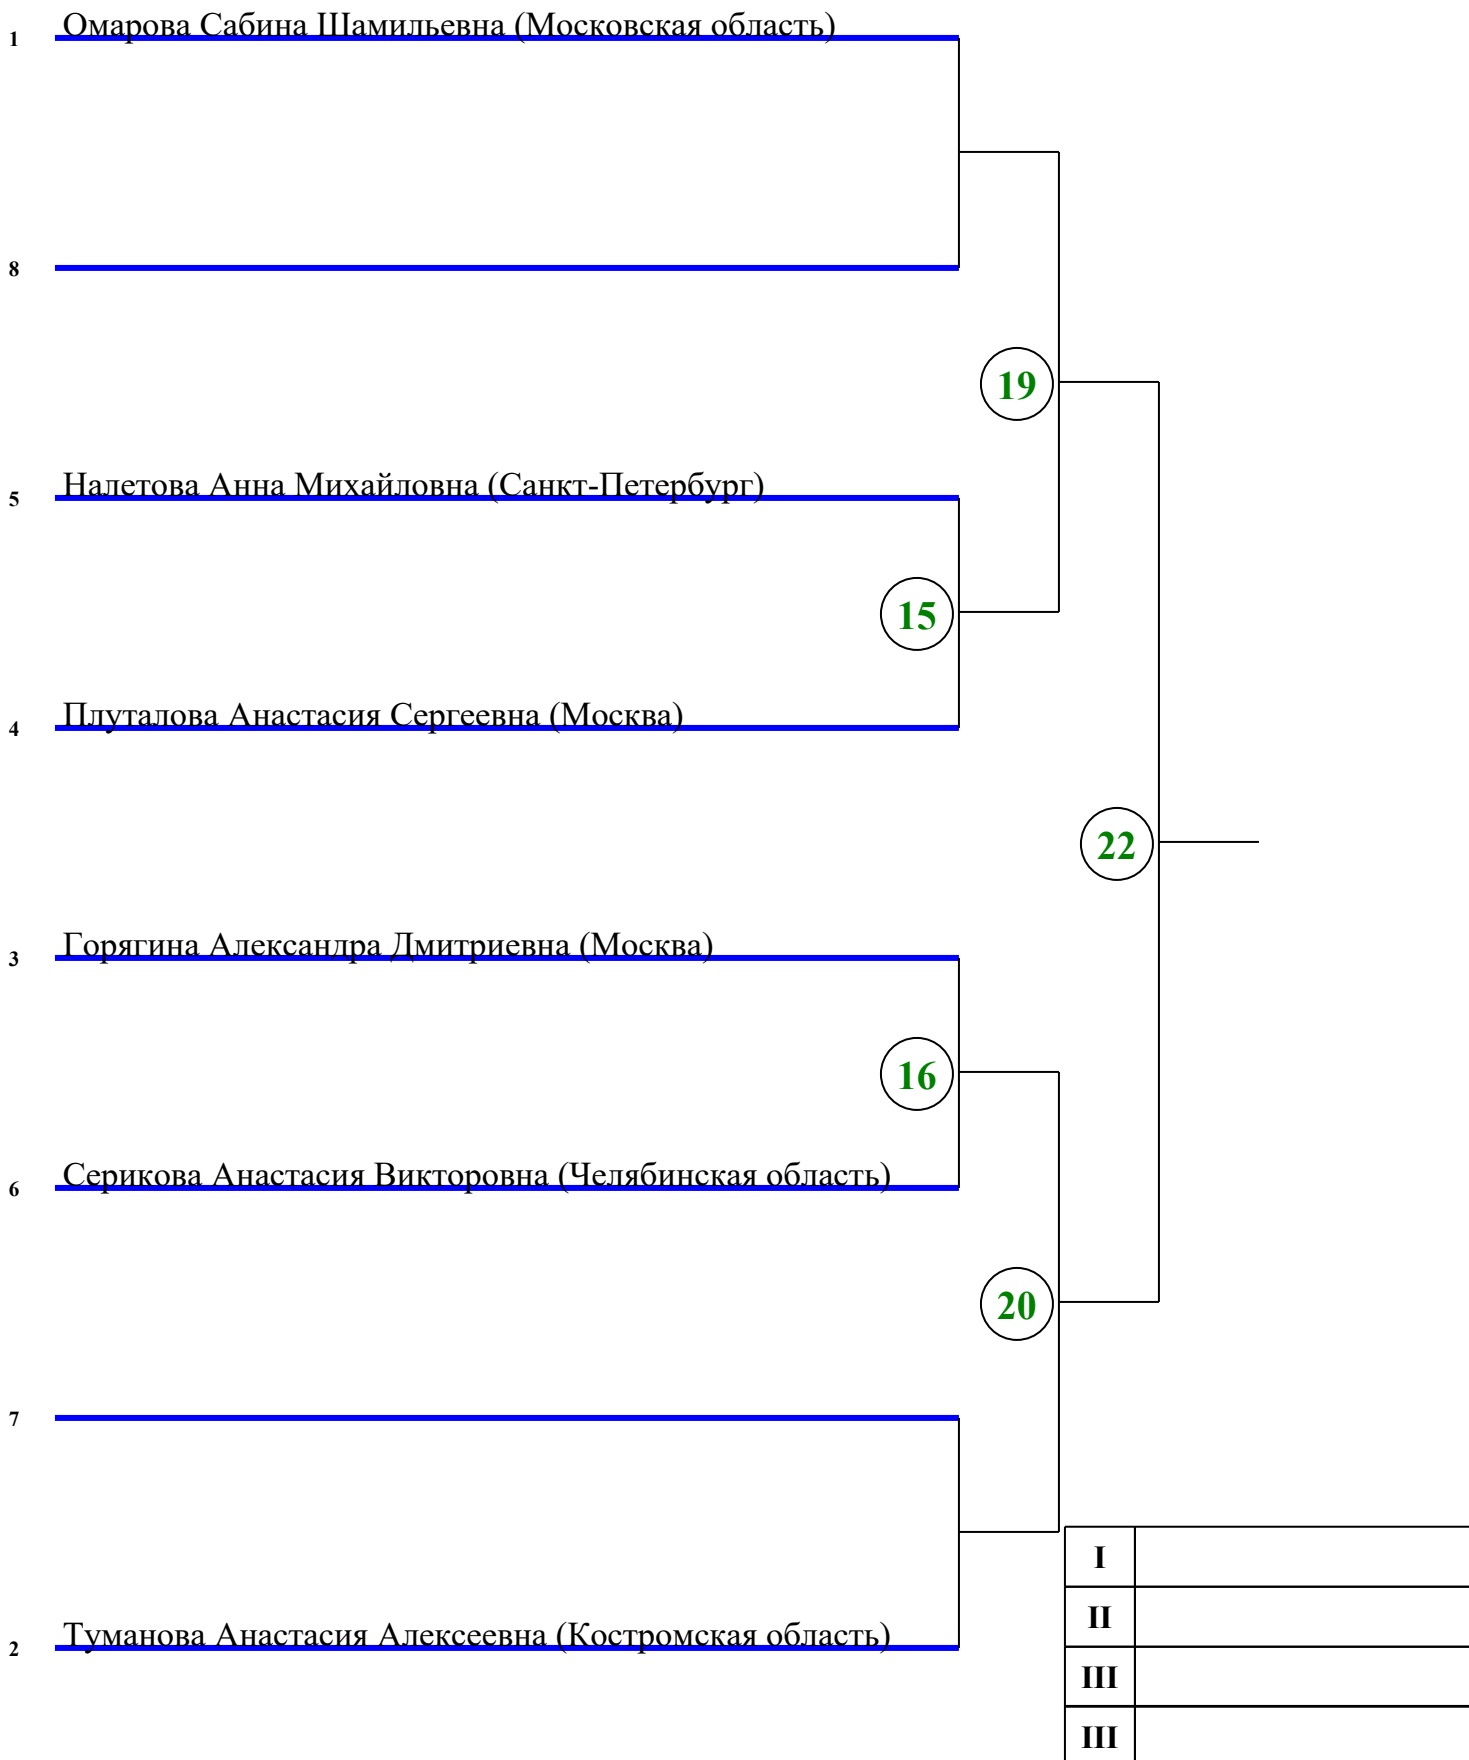 1 Омарова Сабина Шамильевна (Московская область)
8
19
5 Налетова Анна Михайловна (Санкт-Петербург)
15
4 Плуталова Анастасия Сергеевна (Москва)
22
3 Горягина Александра Дмитриевна (Москва)
16
6 Серикова Анастасия Викторовна (Челябинская область)
20
7
I
II
2 Туманова Анастасия Алексеевна (Костромская область)
III
III